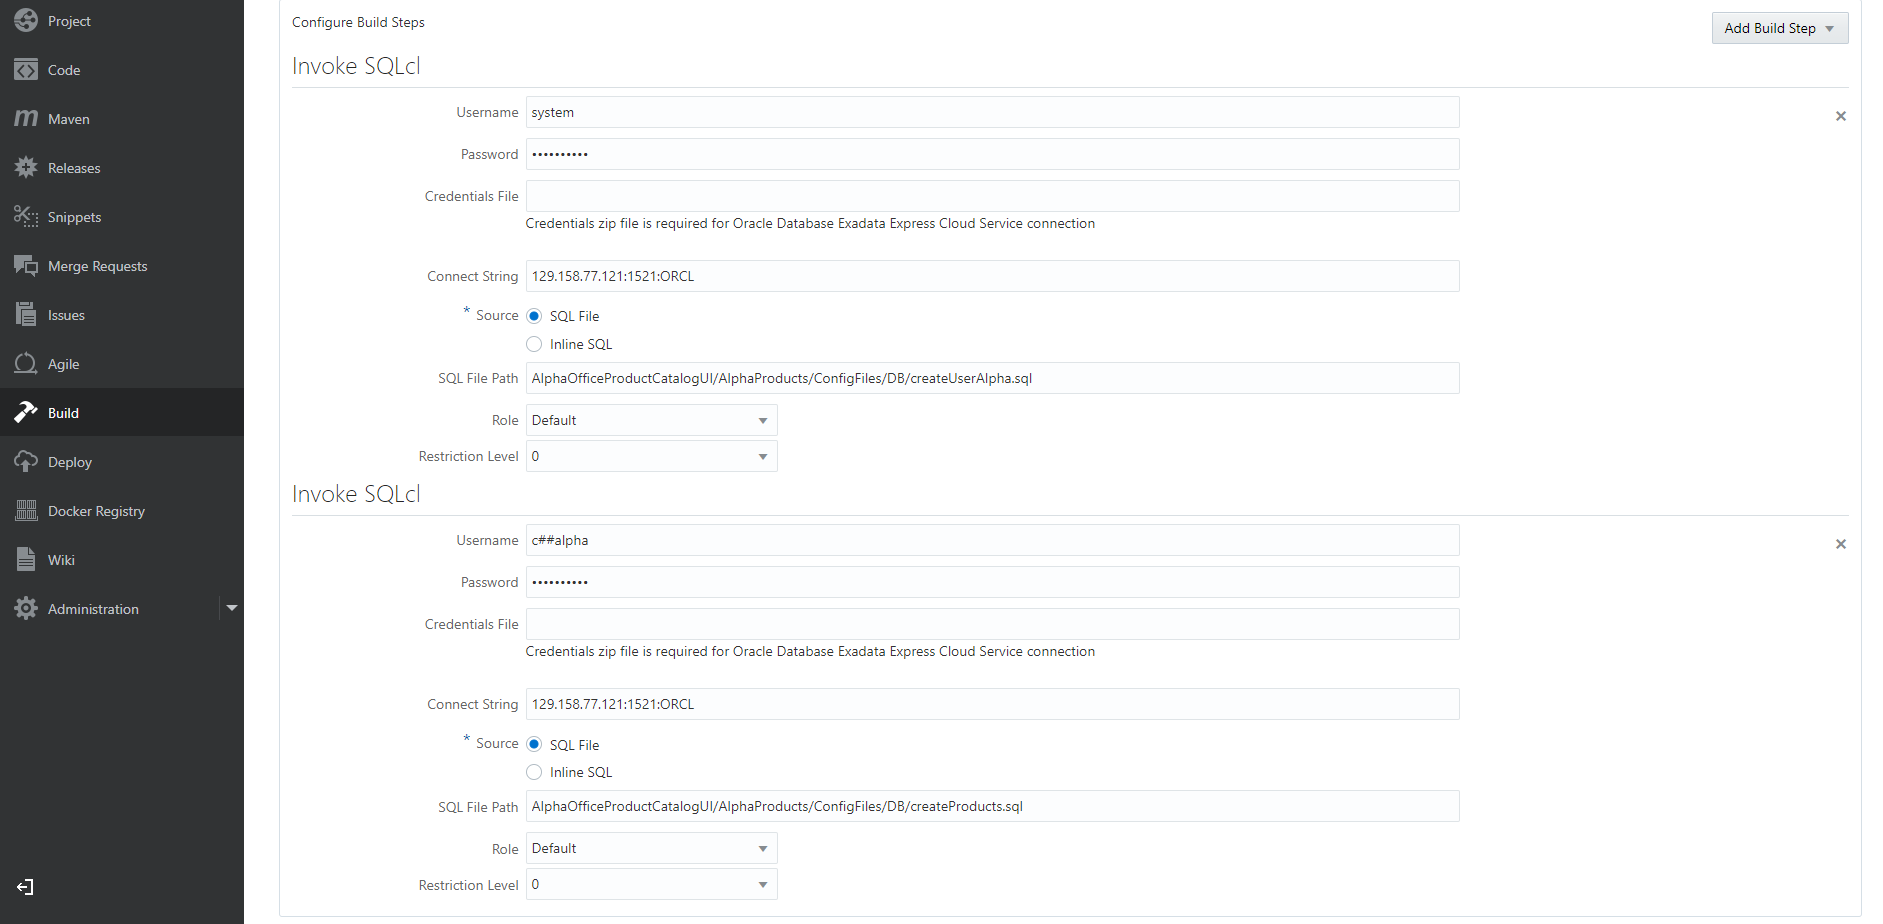 Project
Code
Maven
Releases
Snippets
Merge Requests
Issues
Agile
Build
Deploy
Docker Registry
Wiki
Administration
Configure Build Steps
Add Build Step
Invoke SQLcl
Username system
Password ••••••••••
Credentials File
Credentials zip file is required for Oracle Database Exadata Express Cloud Service connection
Connect String 129.158.77.121:1521:ORCL
* Source SQL File
Inline SQL
SQL File Path AlphaOfficeProductCatalogUI/AlphaProducts/ConfigFiles/DB/createUserAlpha.sql
Role Default
Restriction Level 0
Invoke SQLcl
Username c##alpha
Password ••••••••••
Credentials File
Credentials zip file is required for Oracle Database Exadata Express Cloud Service connection
Connect String 129.158.77.121:1521:ORCL
* Source SQL File
Inline SQL
SQL File Path AlphaOfficeProductCatalogUI/AlphaProducts/ConfigFiles/DB/createProducts.sql
Role Default
Restriction Level 0